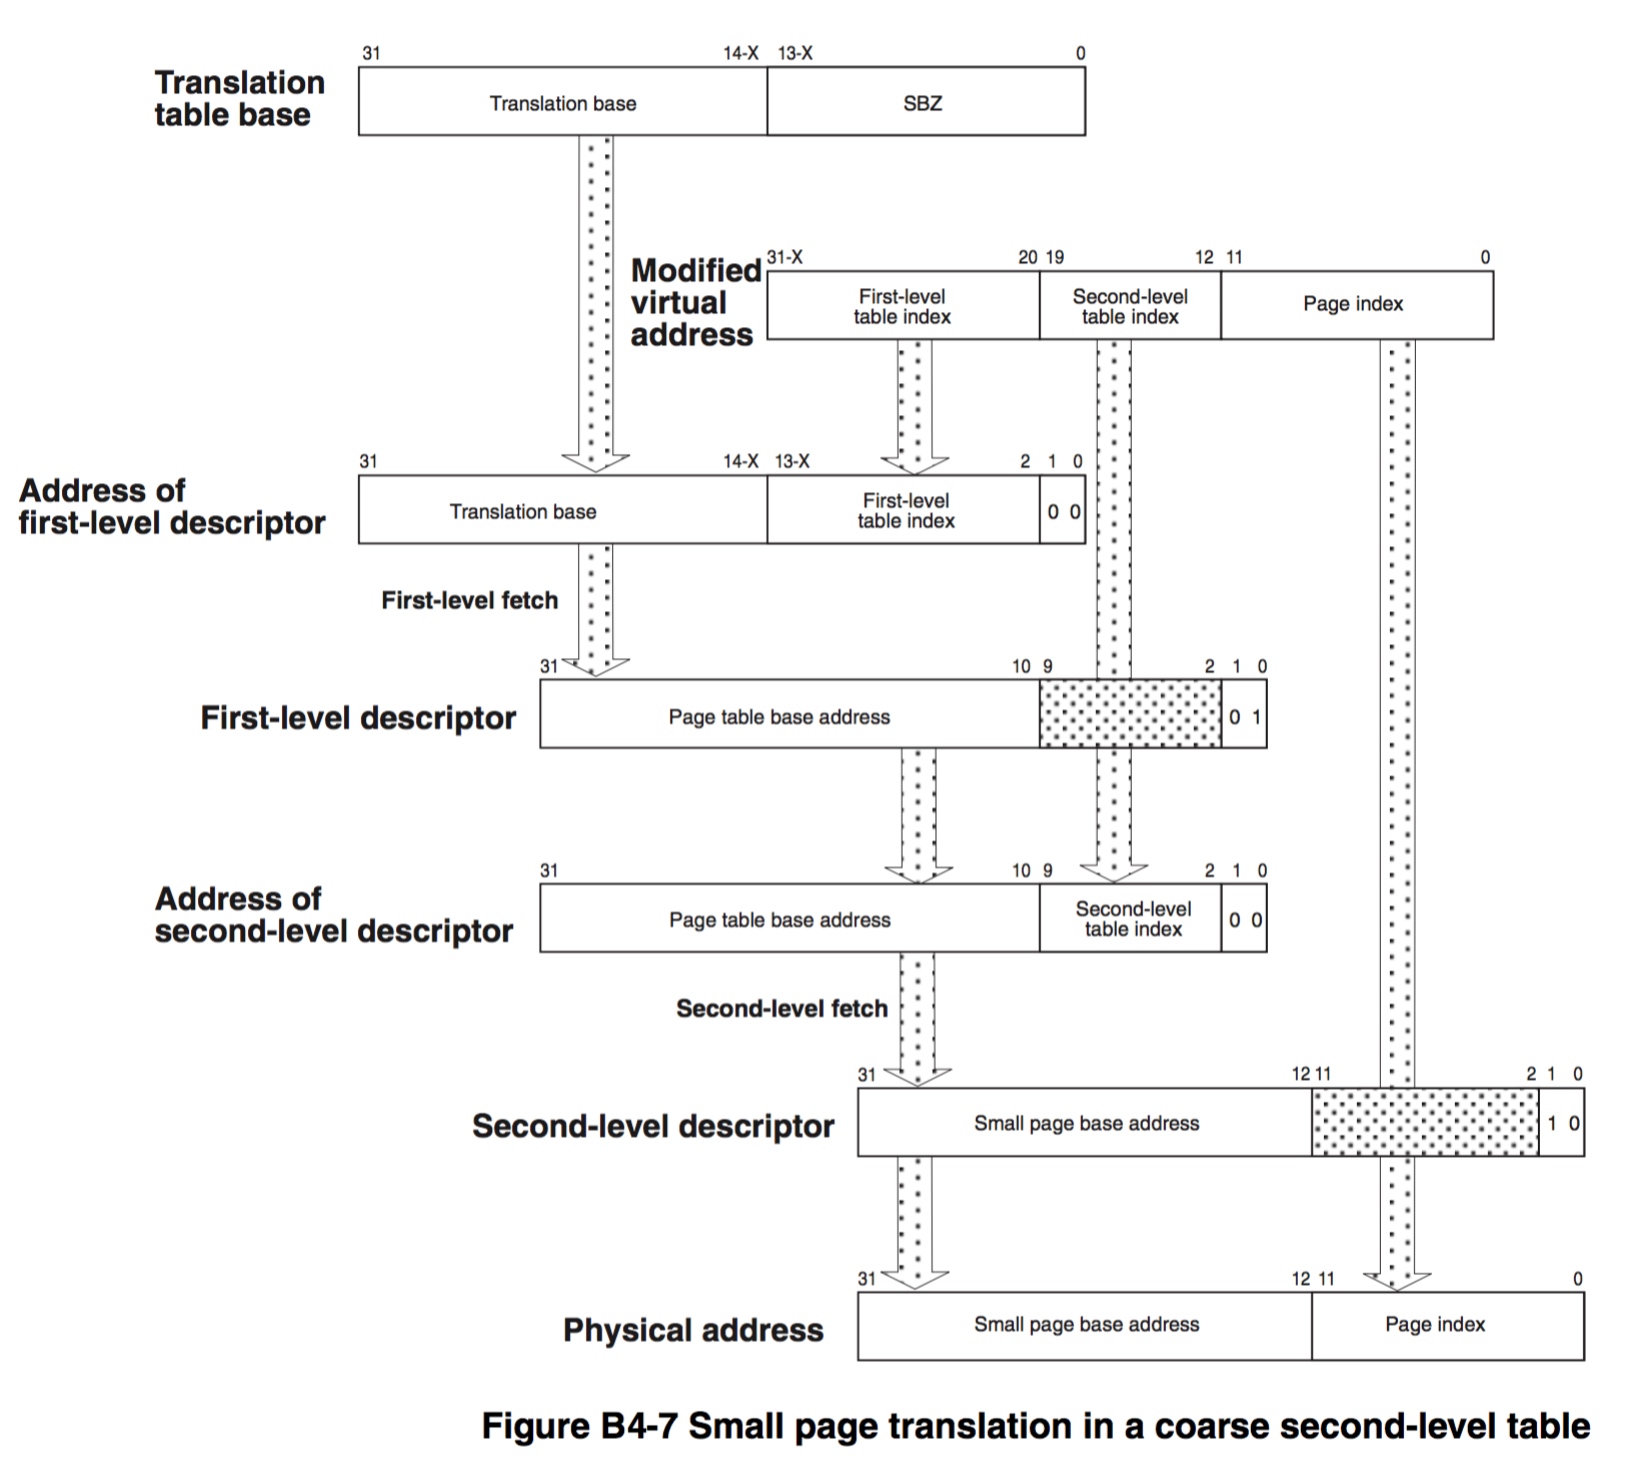 31 14-X 13-X 0
Translation
table base
Translation base
SBZ
31-X 20 19 12 11 0
Modified
virtual
address
First-level
table index
Second-level
table index
Page index
31 14-X 13-X 2 1 0
Address of
first-level descriptor
Translation base
First-level
table index
0 0
First-level fetch
31 10 9 2 1 0
First-level descriptor
Page table base address
0 1
31 10 9 2 1 0
Address of
second-level descriptor
Page table base address
Second-level
table index
0 0
Second-level fetch
31 12 11 2 1 0
Second-level descriptor
Small page base address
1 0
31 12 11 0
Physical address
Small page base address
Page index
Figure B4-7 Small page translation in a coarse second-level table